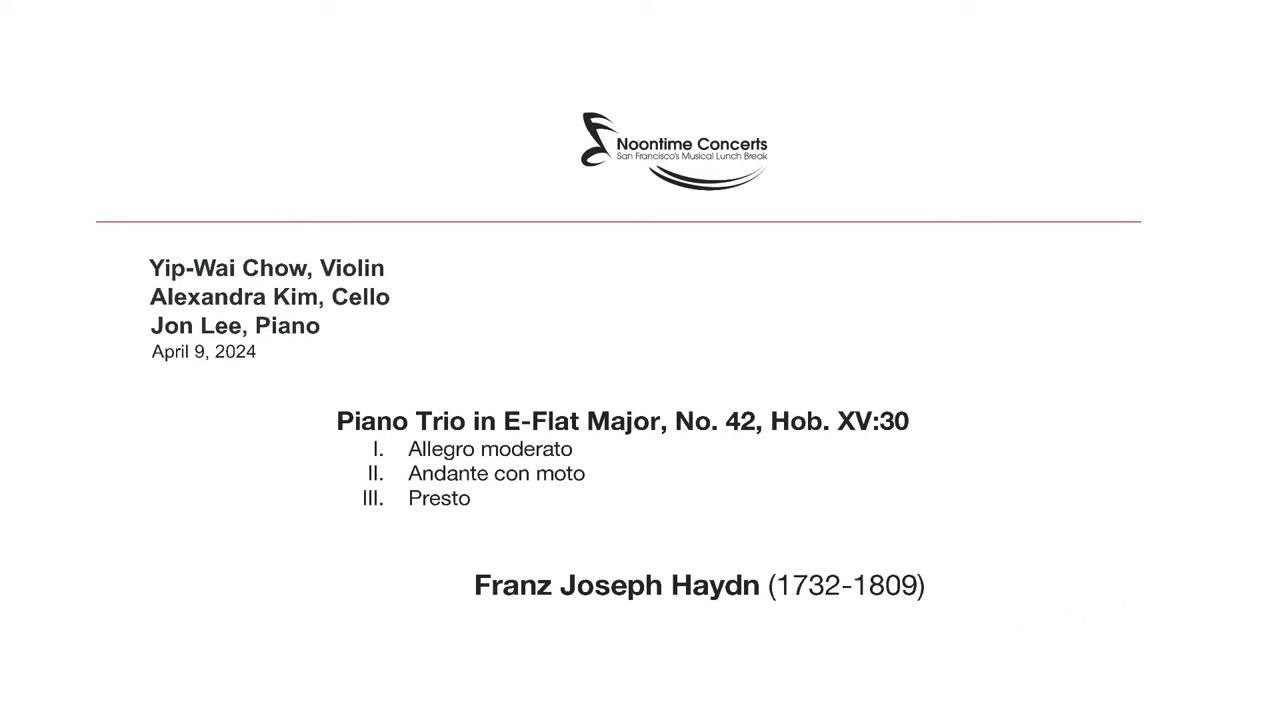 Noontime Concerts
San Francisco's Musical Lunch Break
Yip-Wai Chow, Violin
Alexandra Kim, Cello
Jon Lee, Piano
April 9, 2024
Piano Trio in E-Flat Major, No. 42, Hob. XV:30
I. Allegro moderato
II. Andante con moto
III. Presto
Franz Joseph Haydn (1732-1809)